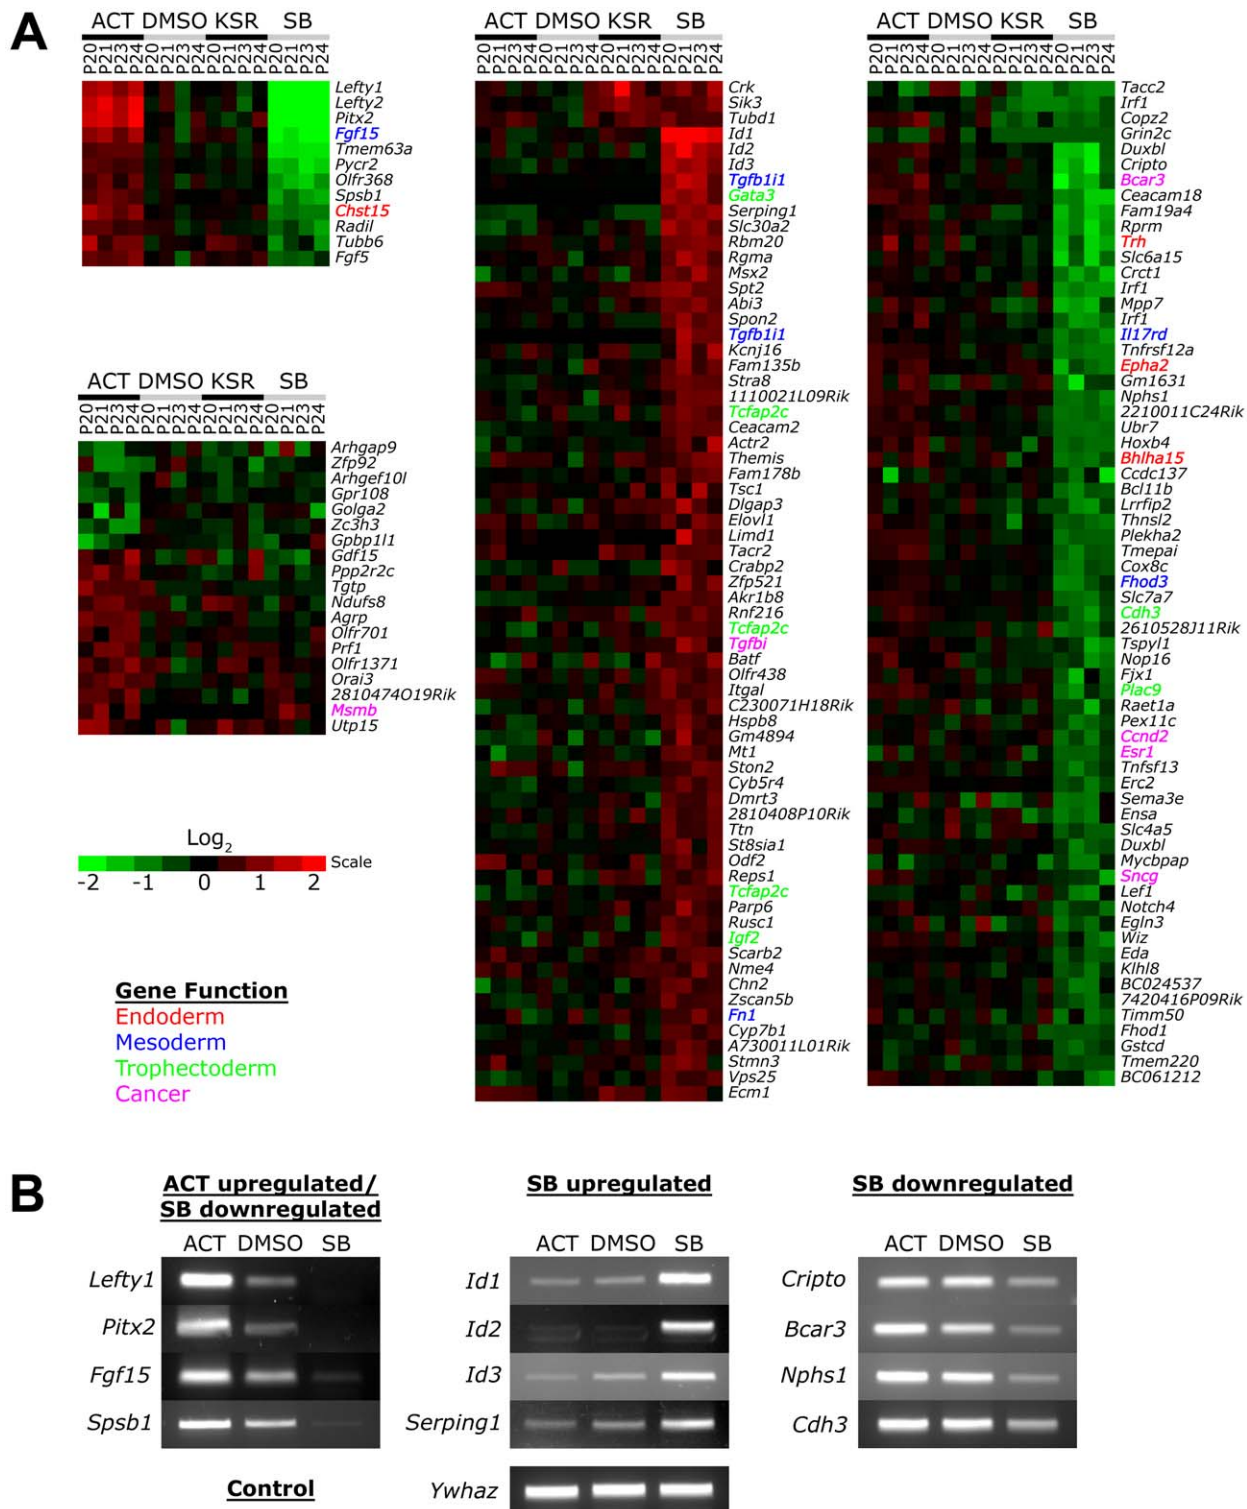 A
ACT DMSO KSR SB
P20 P21 P23 P24 P20 P21 P23 P24 P20 P21 P23 P24 P20 P21 P23 P24
Lefty1
Lefty2
Pitx2
Fgf15
Tmem63a
Pycr2
Olfr368
Spsb1
Chst15
Radil
Tubb6
Fgf5
ACT DMSO KSR SB
P20 P21 P23 P24 P20 P21 P23 P24 P20 P21 P23 P24 P20 P21 P23 P24
Arhgap9
Zfp92
Arhgef10l
Gpr108
Golga2
Zc3h3
Gpbp1l1
Gdf15
Ppp2r2c
Tgtp
Ndufs8
Agrp
Olfr701
Prf1
Olfr1371
Orai3
2810474O19Rik
Msmb
Utp15
Log2
Scale
-2 -1 0 1 2
Gene Function
Endoderm
Mesoderm
Trophectoderm
Cancer
ACT DMSO KSR SB
P20 P21 P23 P24 P20 P21 P23 P24 P20 P21 P23 P24 P20 P21 P23 P24
Crk
Sik3
Tubd1
Id1
Id2
Id3
Tgfb1i1
Gata3
Serping1
Slc30a2
Rbm20
Rgma
Msx2
Spt2
Abi3
Spon2
Tgfb1i1
Kcnj16
Fam135b
Stra8
1110021L09Rik
Tcfap2c
Ceacam2
Actr2
Themis
Fam178b
Tsc1
Dlgap3
Elovl1
Limd1
Tacr2
Crabp2
Zfp521
Akr1b8
Rnf216
Tcfap2c
Tgfbi
Batf
Olfr438
Itgal
C230071H18Rik
Hspb8
Gm4894
Mt1
Ston2
Cyb5r4
Dmrt3
2810408P10Rik
Ttn
St8sia1
Odf2
Reps1
Tcfap2c
Parp6
Rusc1
Igf2
Scarb2
Nme4
Chn2
Zscan5b
Fn1
Cyp7b1
A730011L01Rik
Stmn3
Vps25
Ecm1
ACT DMSO KSR SB
P20 P21 P23 P24 P20 P21 P23 P24 P20 P21 P23 P24 P20 P21 P23 P24
Tacc2
Irf1
Copz2
Grin2c
Duxbl
Cripto
Bcar3
Ceacam18
Fam19a4
Rprm
Trh
Slc6a15
Crct1
Irf1
Mpp7
Irf1
Il17rd
Tnfrsf12a
Epha2
Gm1631
Nphs1
2210011C24Rik
Ubr7
Hoxb4
Bhlha15
Ccdc137
Bcl11b
Lrrfip2
Thnsl2
Plekha2
Tmepai
Cox8c
Fhod3
Slc7a7
Cdh3
2610528J11Rik
Tspyl1
Nop16
Fjx1
Plac9
Raet1a
Pex11c
Ccnd2
Esr1
Tnfsf13
Erc2
Sema3e
Ensa
Slc4a5
Duxbl
Mycbpap
Sncg
Lef1
Notch4
Egln3
Wiz
Eda
Klhl8
BC024537
7420416P09Rik
Timm50
Fhod1
Gstcd
Tmem220
BC061212
B
ACT upregulated/
SB downregulated
ACT DMSO SB
Lefty1
Pitx2
Fgf15
Spsb1
SB upregulated
ACT DMSO SB
Id1
Id2
Id3
Serping1
SB downregulated
ACT DMSO SB
Cripto
Bcar3
Nphs1
Cdh3
Control
Ywhaz